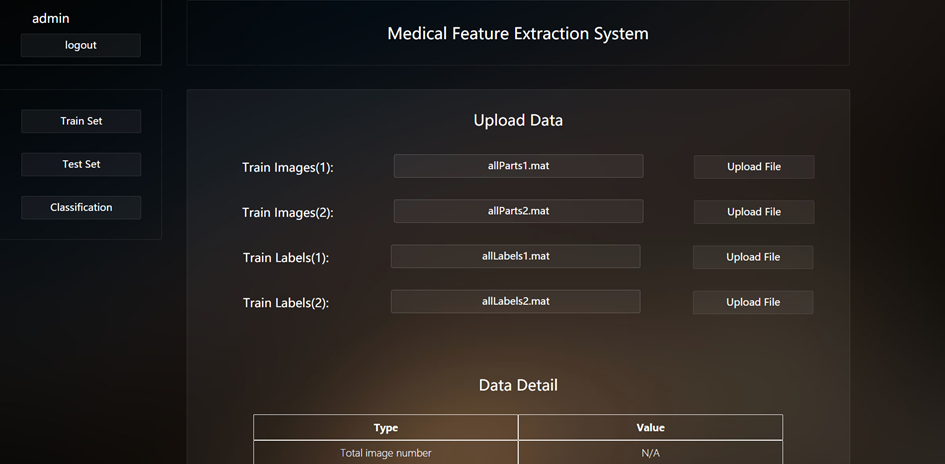 admin
logout
Medical Feature Extraction System
Train Set
Test Set
Classification
Upload Data
Train Images(1): allParts1.mat Upload File
Train Images(2): allParts2.mat Upload File
Train Labels(1): allLabels1.mat Upload File
Train Labels(2): allLabels2.mat Upload File
Data Detail
Type Value
Total image number N/A